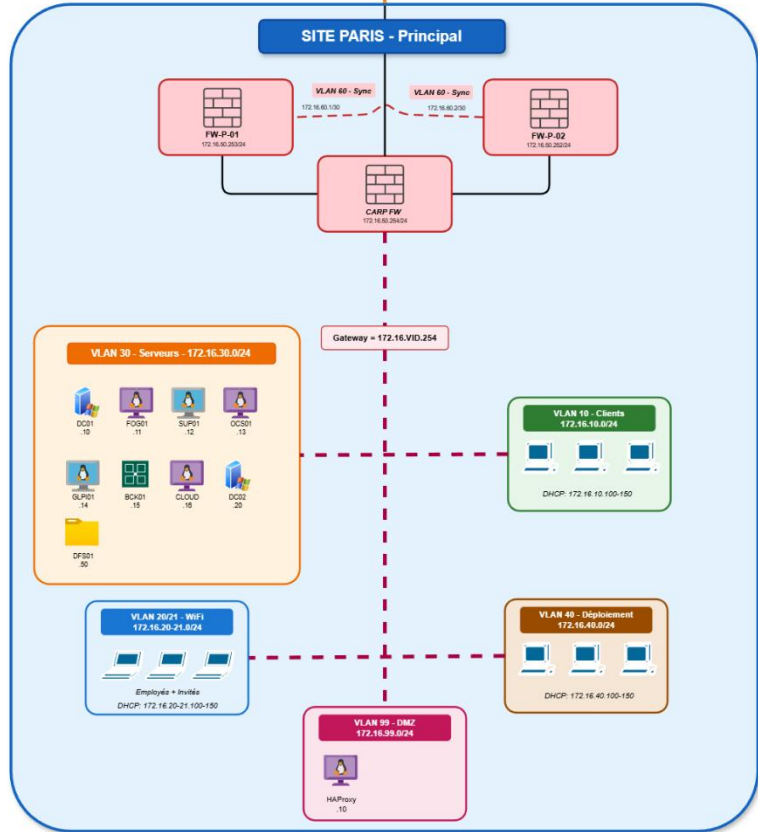 SITE PARIS - Principal
VLAN 60 - Sync
VLAN 60 - Sync
172.16.60.1/30
172.16.60.2/30
FW-P-01
172.16.50.253/24
FW-P-02
172.16.50.252/24
CARP FW
172.16.50.254/24
Gateway = 172.16.VID.254
VLAN 30 - Serveurs - 172.16.30.0/24
DC01
.10
FOG01
.11
SUP01
.12
OCS01
.13
GLPI01
.14
BCK01
.15
CLOUD
.16
DC02
.20
DFS01
.50
VLAN 10 - Clients
172.16.10.0/24
DHCP: 172.16.10.100-150
VLAN 20/21 - WiFi
172.16.20-21.0/24
Employés + Invités
DHCP: 172.16.20-21.100-150
VLAN 40 - Déploiement
172.16.40.0/24
DHCP: 172.16.40.100-150
VLAN 99 - DMZ
172.16.99.0/24
HAProxy
.10